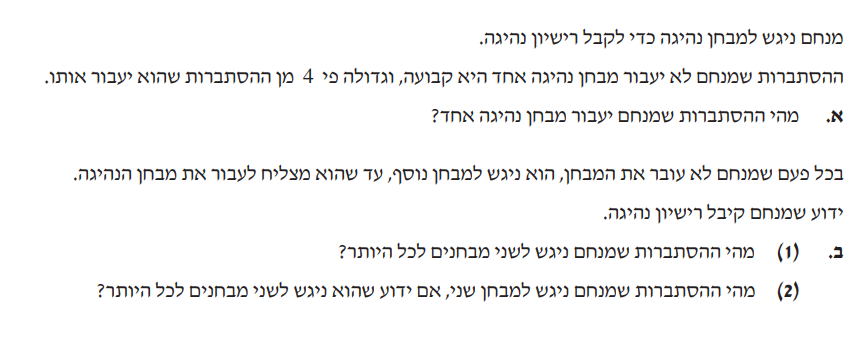 מנחם ניגש למבחן נהיגה כדי לקבל רישיון נהיגה.
ההסתברות שמנחם לא יעבור מבחן נהיגה אחד היא קבועה, וגדולה פי 4 מן ההסתברות שהוא יעבור אותו.
א. מהי ההסתברות שמנחם יעבור מבחן נהיגה אחד?
בכל פעם שמנחם לא עובר את המבחן, הוא ניגש למבחן נוסף, עד שהוא מצליח לעבור את מבחן הנהיגה.
ידוע שמנחם קיבל רישיון נהיגה.
ב. (1) מהי ההסתברות שמנחם ניגש לשני מבחנים לכל היותר?
(2) מהי ההסתברות שמנחם ניגש למבחן שני, אם ידוע שהוא ניגש לשני מבחנים לכל היותר?